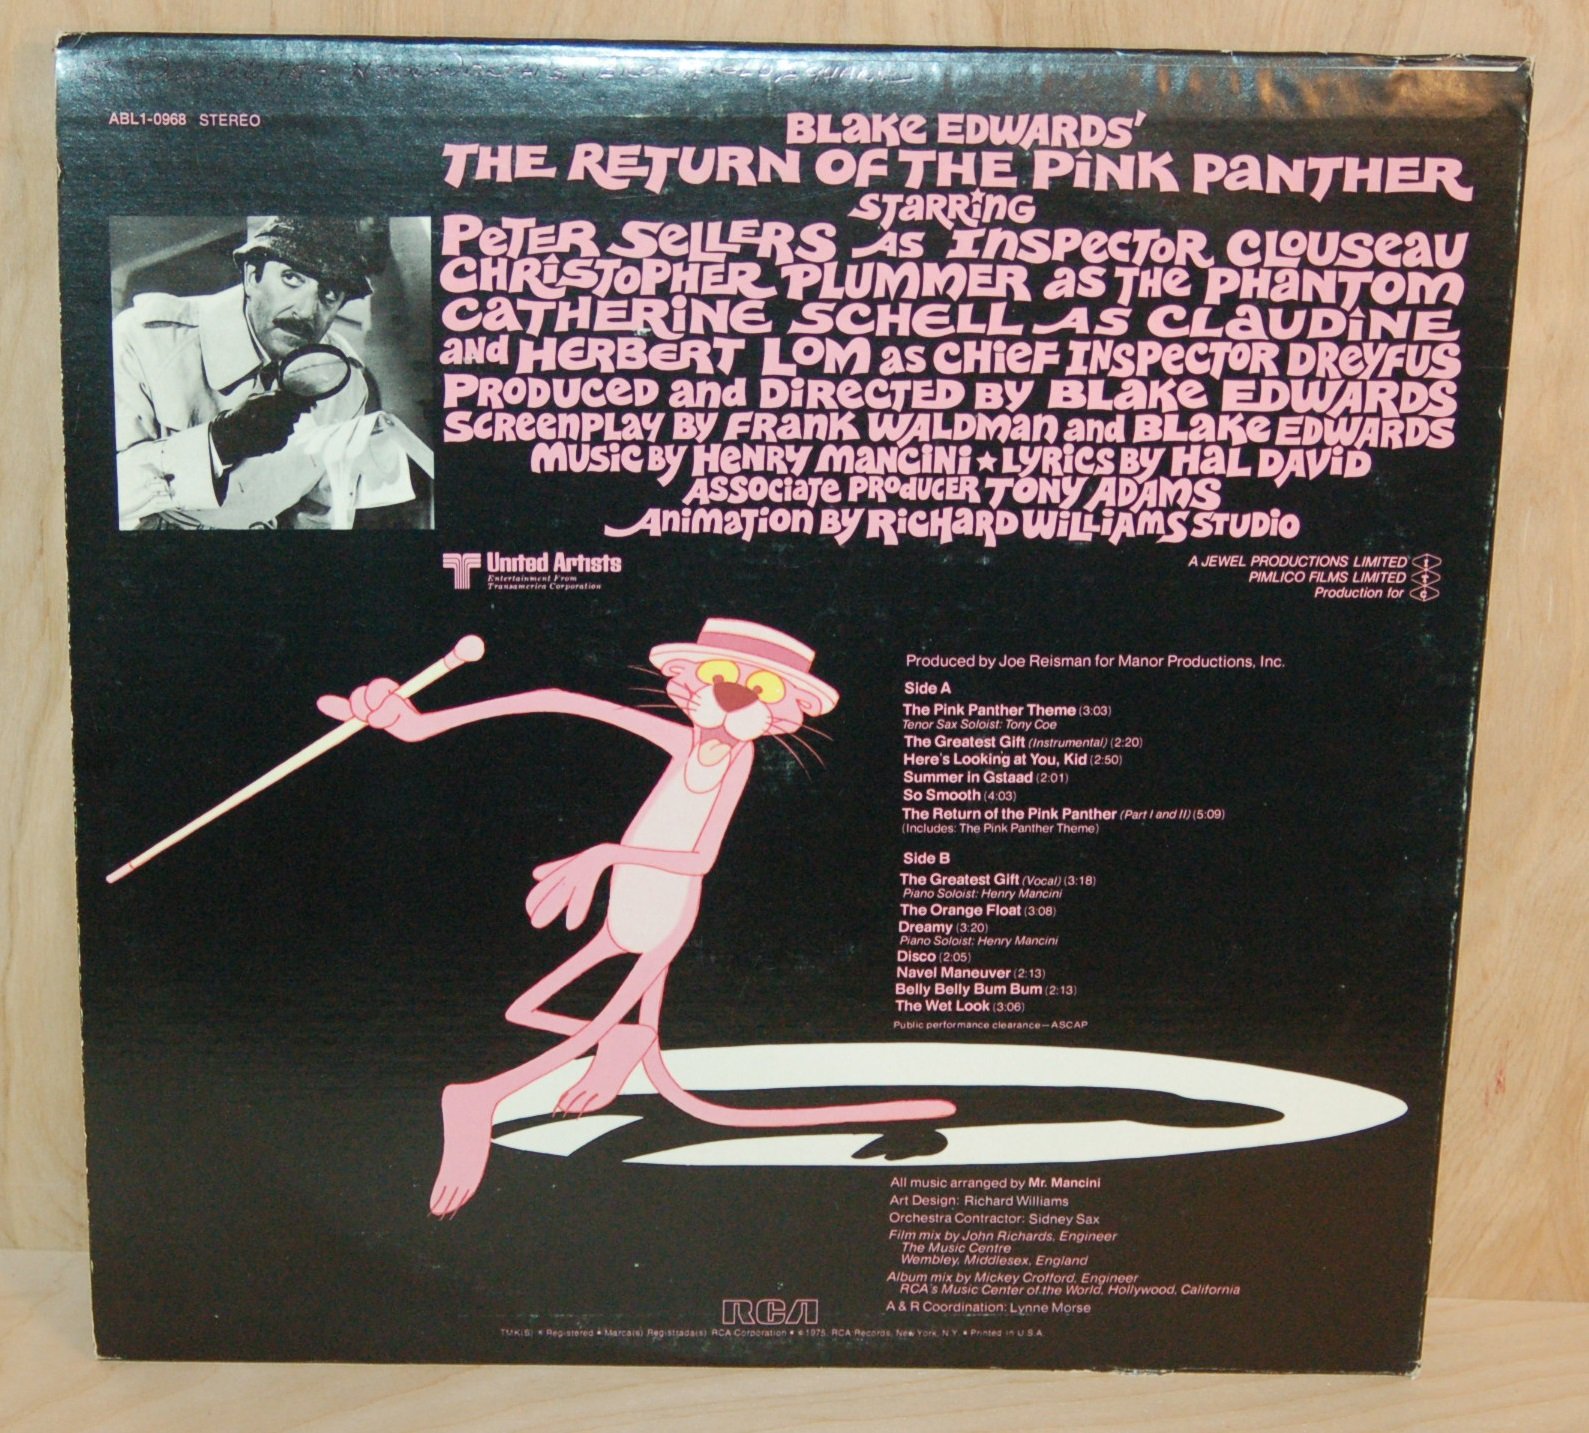 ABL1-0968 STEREO
BLAKE EDWARDS'
THE RETURN OF THE PINK PANTHER
STARRING
PETER SELLERS AS INSPECTOR CLOUSEAU
CHRISTOPHER PLUMMER AS THE PHANTOM
CATHERINE SCHELL AS CLAUDINE
AND HERBERT LOM AS CHIEF INSPECTOR DREYFUS
PRODUCED AND DIRECTED BY BLAKE EDWARDS
SCREENPLAY BY FRANK WALDMAN AND BLAKE EDWARDS
MUSIC BY HENRY MANCINI ★ LYRICS BY HAL DAVID
ASSOCIATE PRODUCER TONY ADAMS
ANIMATION BY RICHARD WILLIAMS STUDIO
United Artists
Entertainment From
Transamerica Corporation
A JEWEL PRODUCTIONS LIMITED
PIMLICO FILMS LIMITED
Production for ITC
Produced by Joe Reisman for Manor Productions, Inc.
Side A
The Pink Panther Theme (3:03)
Tenor Sax Soloist: Tony Coe
The Greatest Gift (Instrumental) (2:20)
Here's Looking at You, Kid (2:50)
Summer in Gstaad (2:01)
So Smooth (4:03)
The Return of the Pink Panther (Part I and II) (5:09)
(Includes: The Pink Panther Theme)
Side B
The Greatest Gift (Vocal) (3:18)
Piano Soloist: Henry Mancini
The Orange Float (3:08)
Dreamy (3:20)
Piano Soloist: Henry Mancini
Disco (2:05)
Navel Maneuver (2:13)
Belly Belly Bum Bum (2:13)
The Wet Look (3:06)
Public performance clearance—ASCAP
All music arranged by Mr. Mancini
Art Design: Richard Williams
Orchestra Contractor: Sidney Sax
Film mix by John Richards, Engineer
The Music Centre
Wembley, Middlesex, England
Album mix by Mickey Crofford, Engineer
RCA's Music Center of the World, Hollywood, California
A & R Coordination: Lynne Morse
RCA
TMK(S) ® Registered • Marca(s) Registrada(s) RCA Corporation • ©1975, RCA Records, New York, N.Y. • Printed in U.S.A.